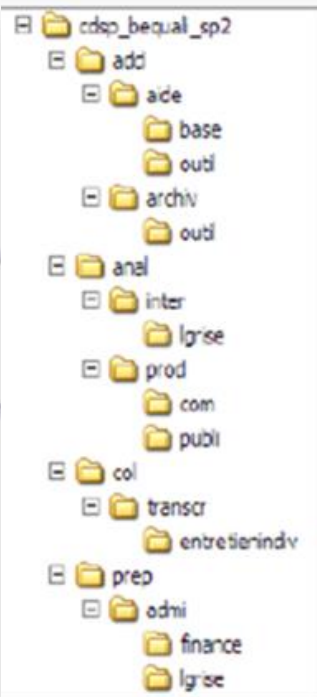 cdsp_bequali_sp2
add
aide
base
outil
archiv
outil
anal
inter
lgrise
prod
com
publi
col
transcr
entretienindiv
prep
admi
finance
lgrise